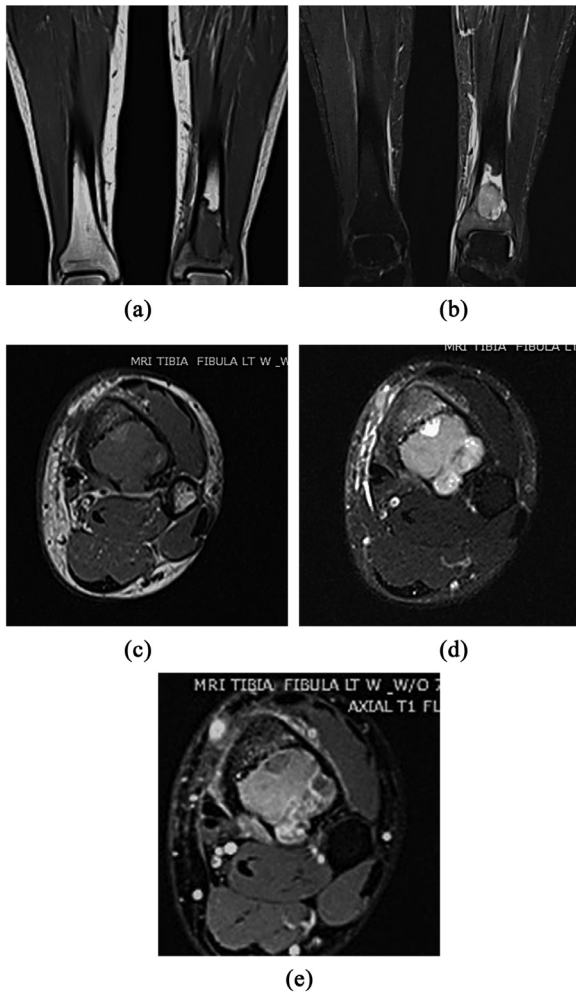 (a)
(b)
MRI TIBIA FIBULA LT W _W
MRI TIBIA FIBULA LT
(c)
(d)
MRI TIBIA FIBULA LT W _W/O
AXIAL T1 FL
(e)